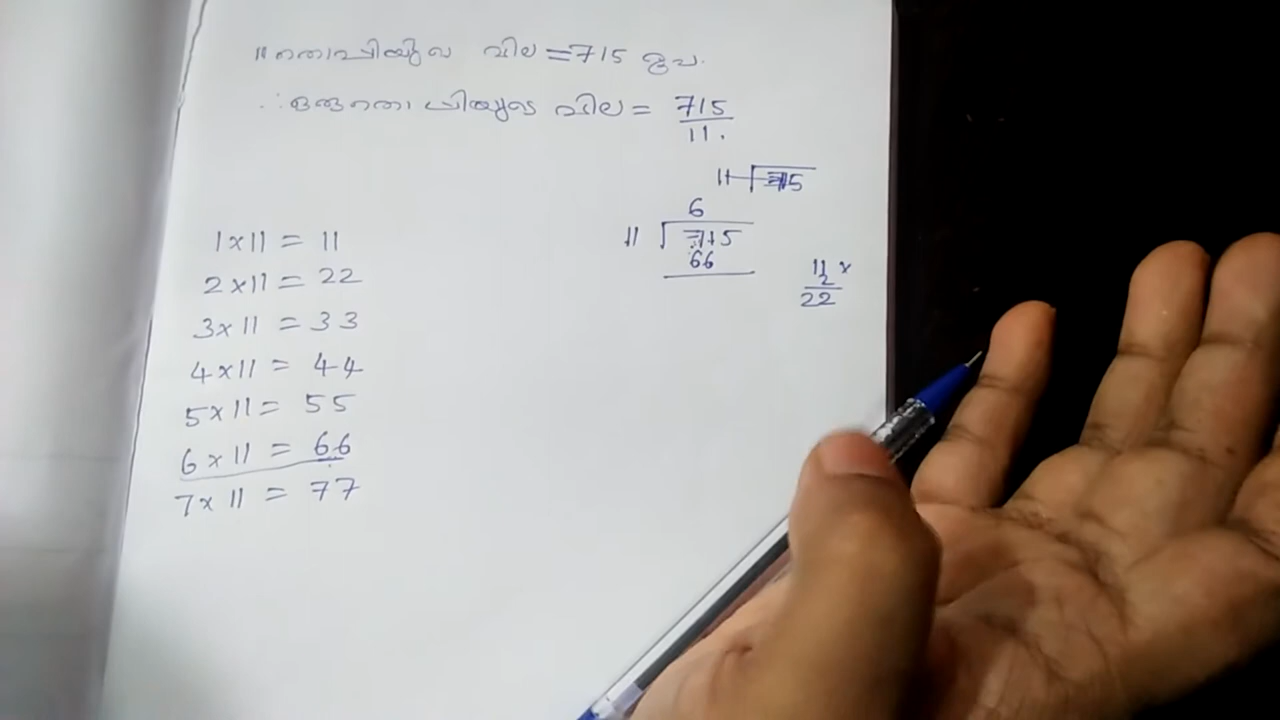 11 തൊപ്പിയുടെ വില = 715 രൂപ.
∴ ഒരു തൊപ്പിയുടെ വില = 715
11.
11 715
6
11 715
66
11 ×
2
22
1 × 11 = 11
2 × 11 = 22
3 × 11 = 33
4 × 11 = 44
5 × 11 = 55
6 × 11 = 66
7 × 11 = 77